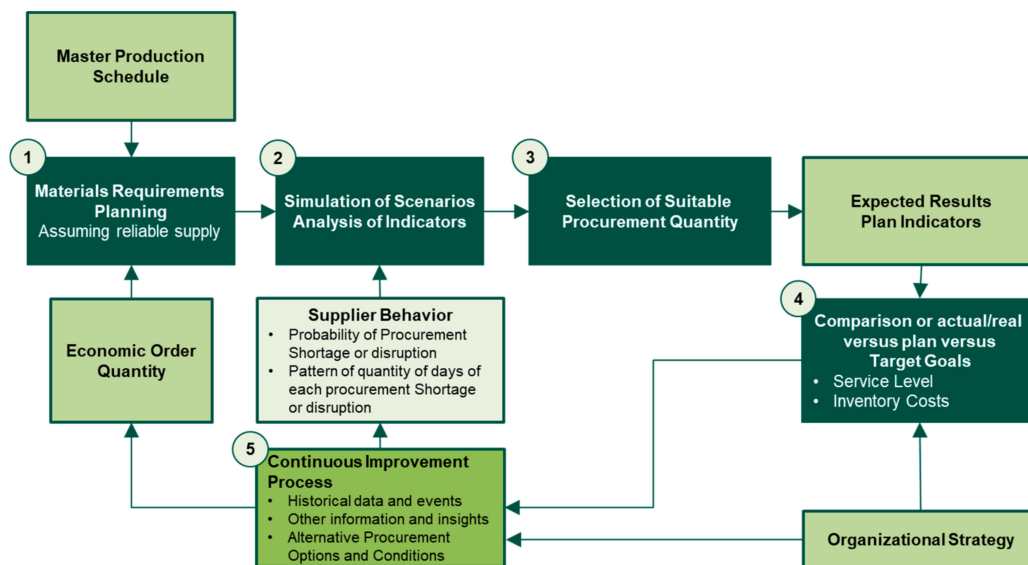 Master Production
Schedule
1
Materials Requirements
Planning
Assuming reliable supply
2
Simulation of Scenarios
Analysis of Indicators
3
Selection of Suitable
Procurement Quantity
Expected Results
Plan Indicators
Economic Order
Quantity
Supplier Behavior
• Probability of Procurement
Shortage or disruption
• Pattern of quantity of days of
each procurement Shortage
or disruption
4
Comparison or actual/real
versus plan versus
Target Goals
• Service Level
• Inventory Costs
5
Continuous Improvement
Process
• Historical data and events
• Other information and insights
• Alternative Procurement
Options and Conditions
Organizational Strategy